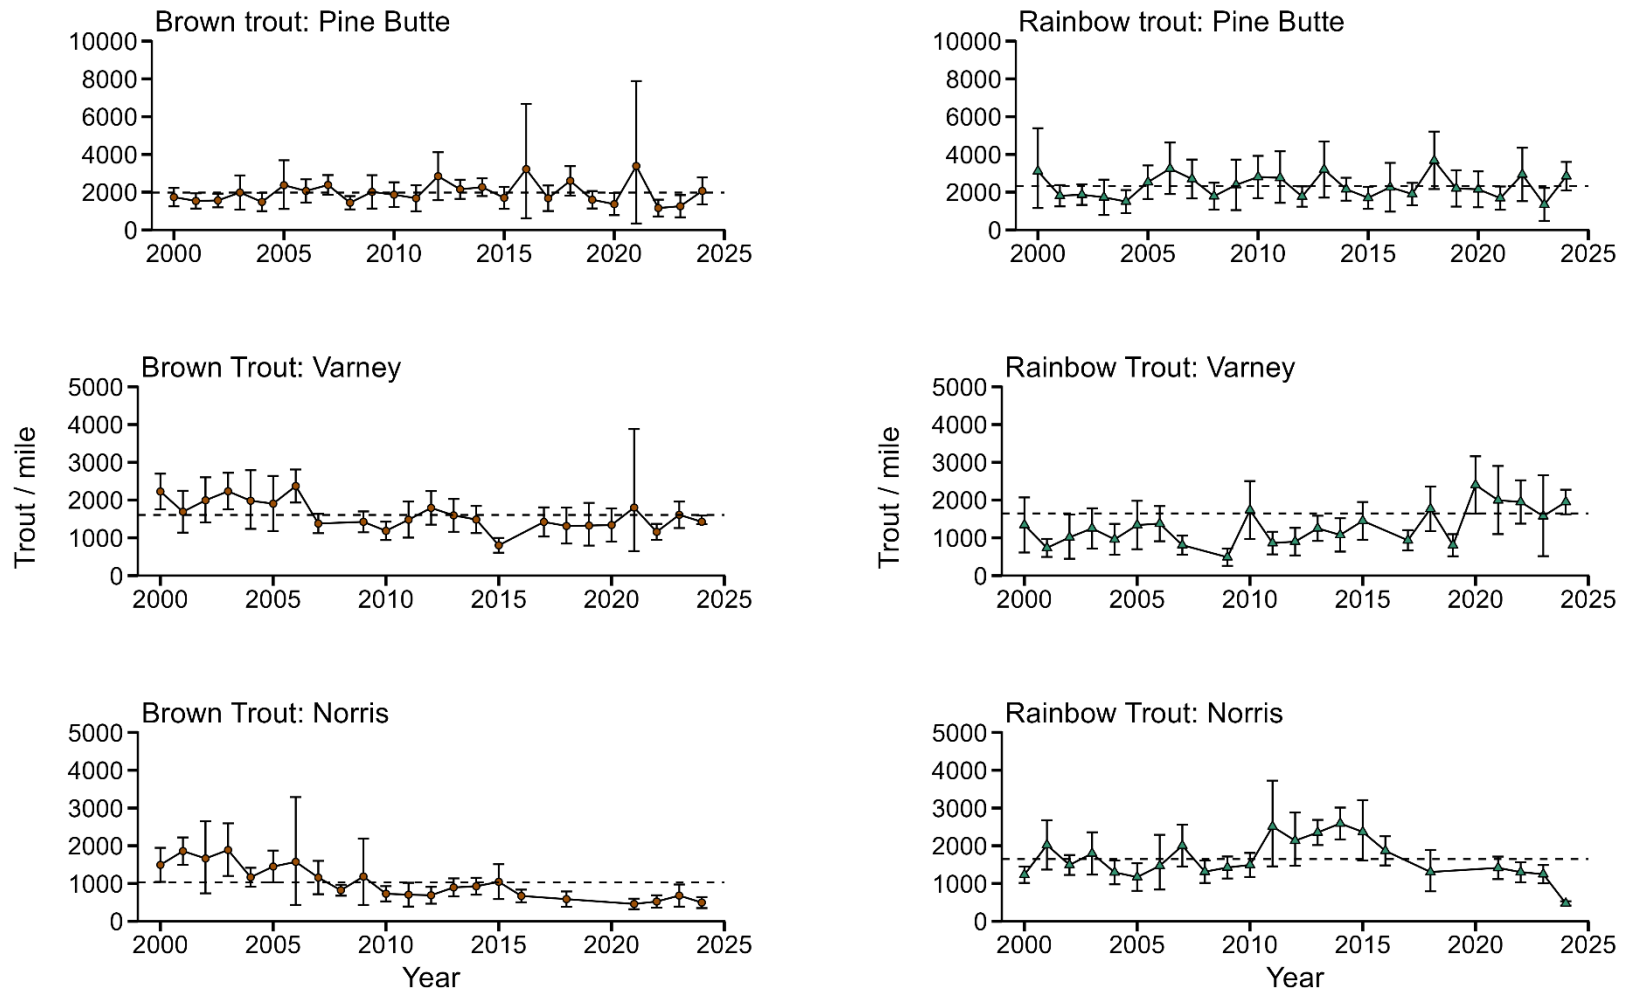 Brown trout: Pine Butte
10000
8000
6000
4000
2000
0
2000 2005 2010 2015 2020 2025
Rainbow trout: Pine Butte
10000
8000
6000
4000
2000
0
2000 2005 2010 2015 2020 2025
Trout / mile
Brown Trout: Varney
5000
4000
3000
2000
1000
0
2000 2005 2010 2015 2020 2025
Trout / mile
Rainbow Trout: Varney
5000
4000
3000
2000
1000
0
2000 2005 2010 2015 2020 2025
Brown Trout: Norris
5000
4000
3000
2000
1000
0
2000 2005 2010 2015 2020 2025
Year
Rainbow Trout: Norris
5000
4000
3000
2000
1000
0
2000 2005 2010 2015 2020 2025
Year